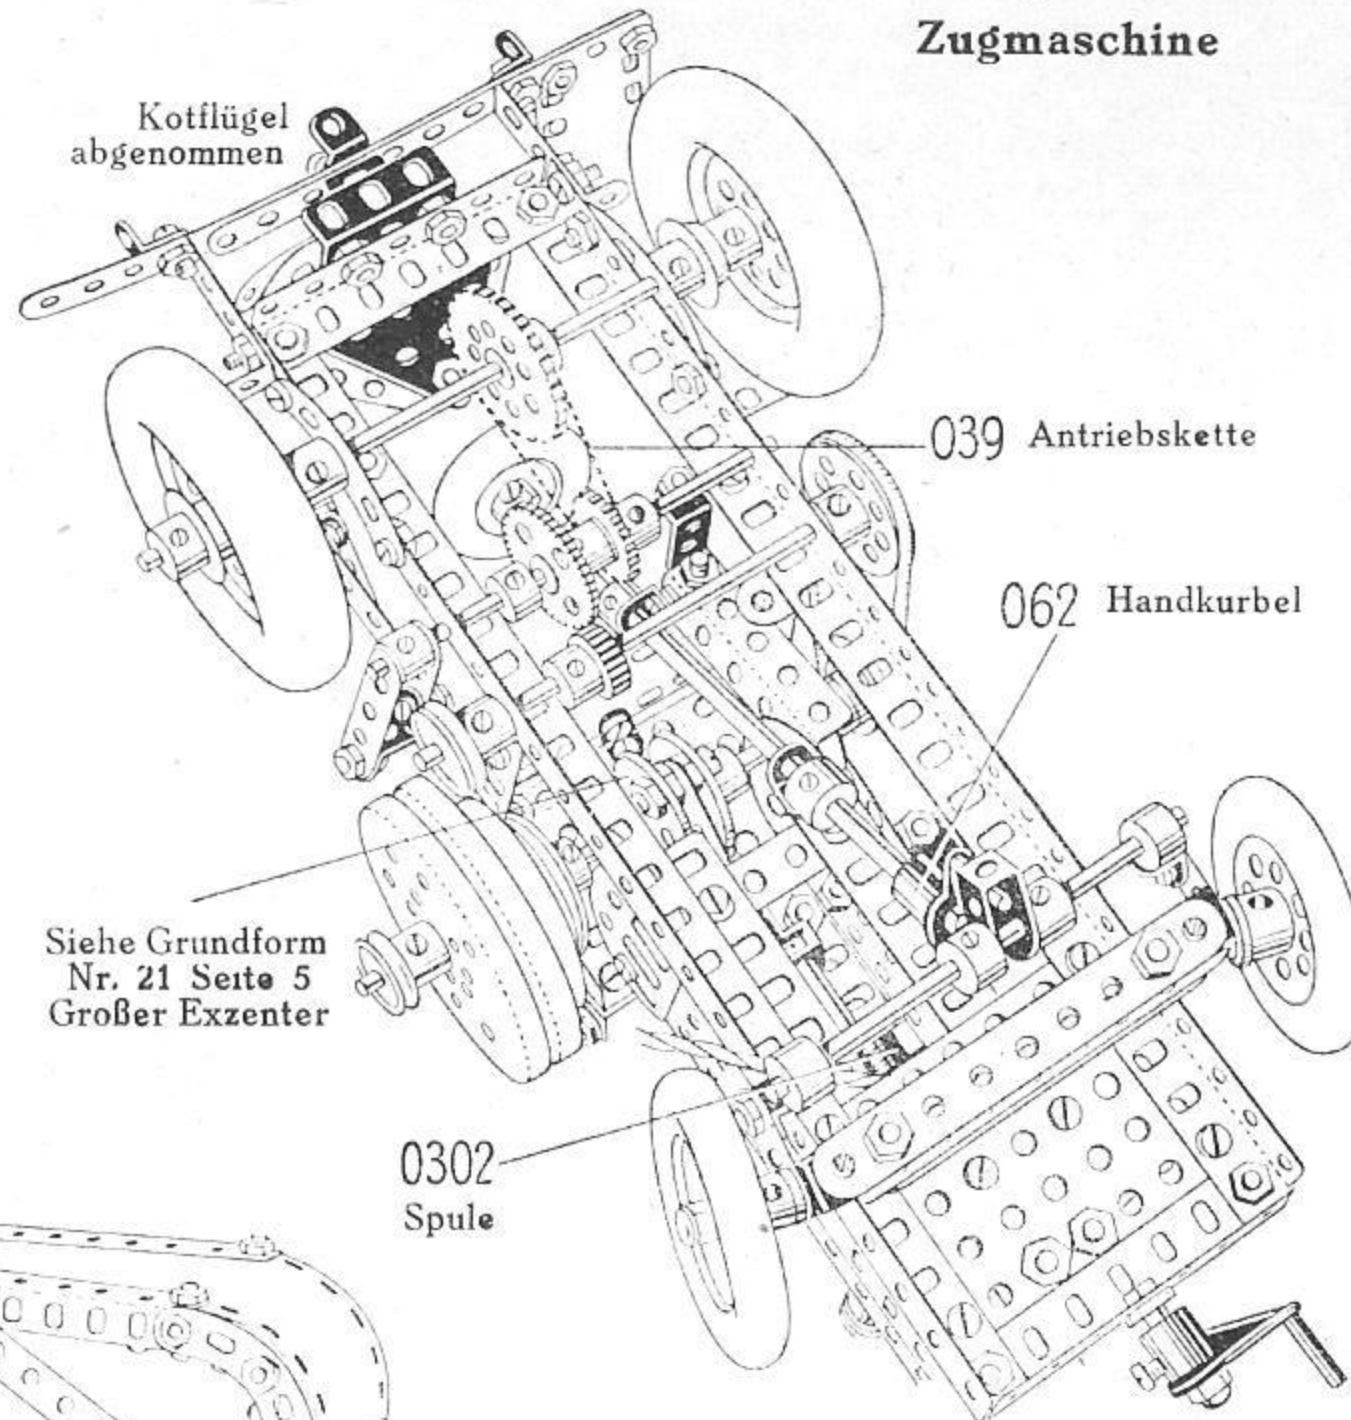 Zugmaschine
Kotflügel
abgenommen
039 Antriebskette
062 Handkurbel
Siehe Grundform
Nr. 21 Seite 5
Großer Exzenter
0302
Spule